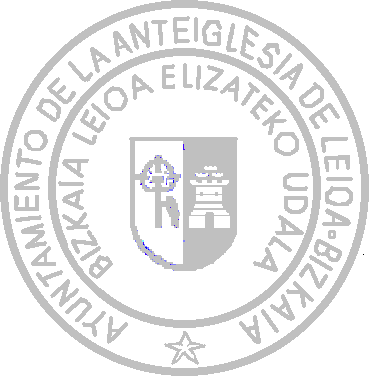 AYUNTAMIENTO DE LA ANTEIGLESIA DE LEIOA-BIZKAIA
BIZKAIA LEIOA ELIZATEKO UDALA